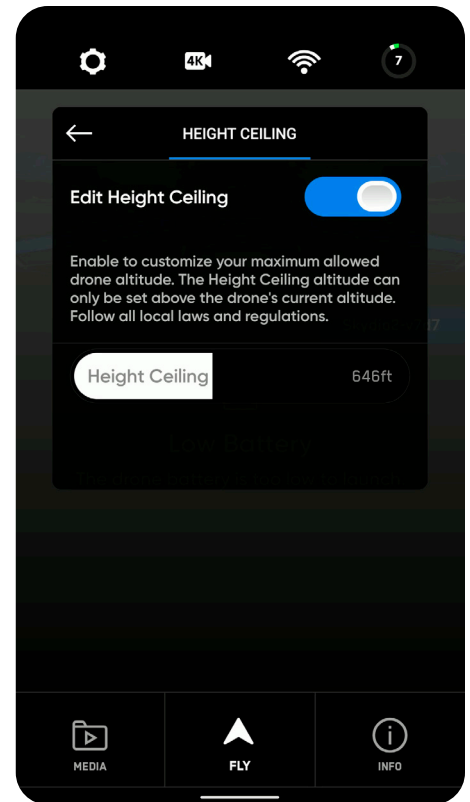 4K
7
HEIGHT CEILING
Edit Height Ceiling
Enable to customize your maximum allowed
drone altitude. The Height Ceiling altitude can
only be set above the drone's current altitude.
Follow all local laws and regulations.
Height Ceiling 646ft
Low Battery
MEDIA FLY INFO